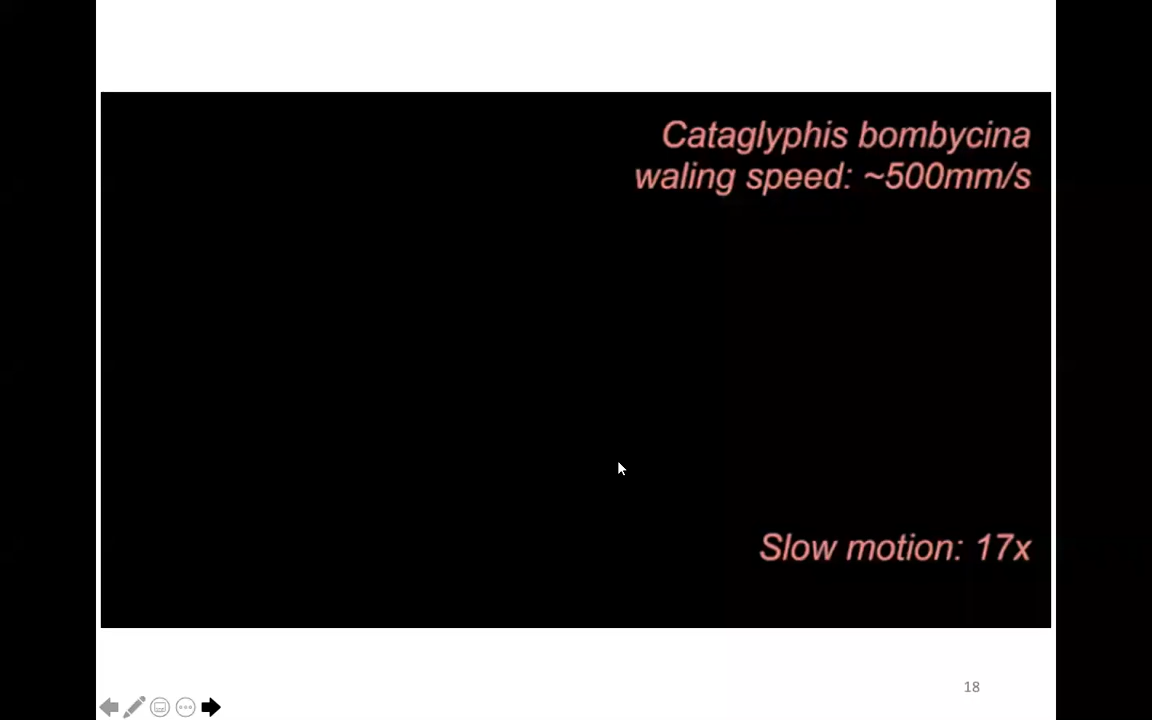 Cataglyphis bombycina
waling speed: ~500mm/s
Slow motion: 17x
18